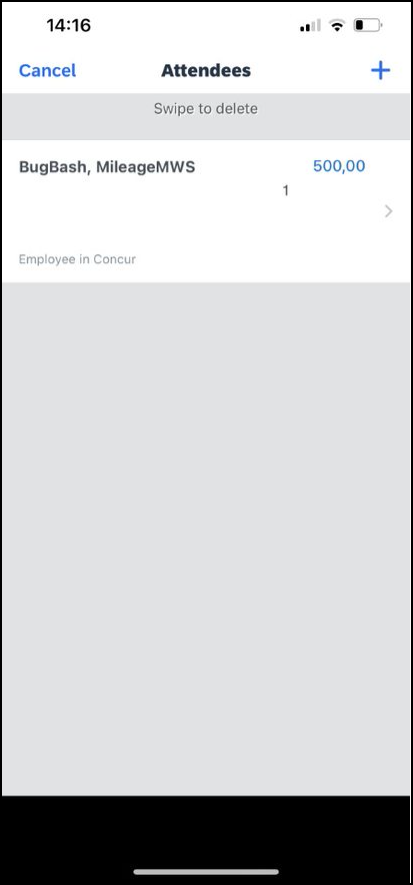 14:16
Cancel Attendees +
Swipe to delete
BugBash, MileageMWS 500,00
1
Employee in Concur